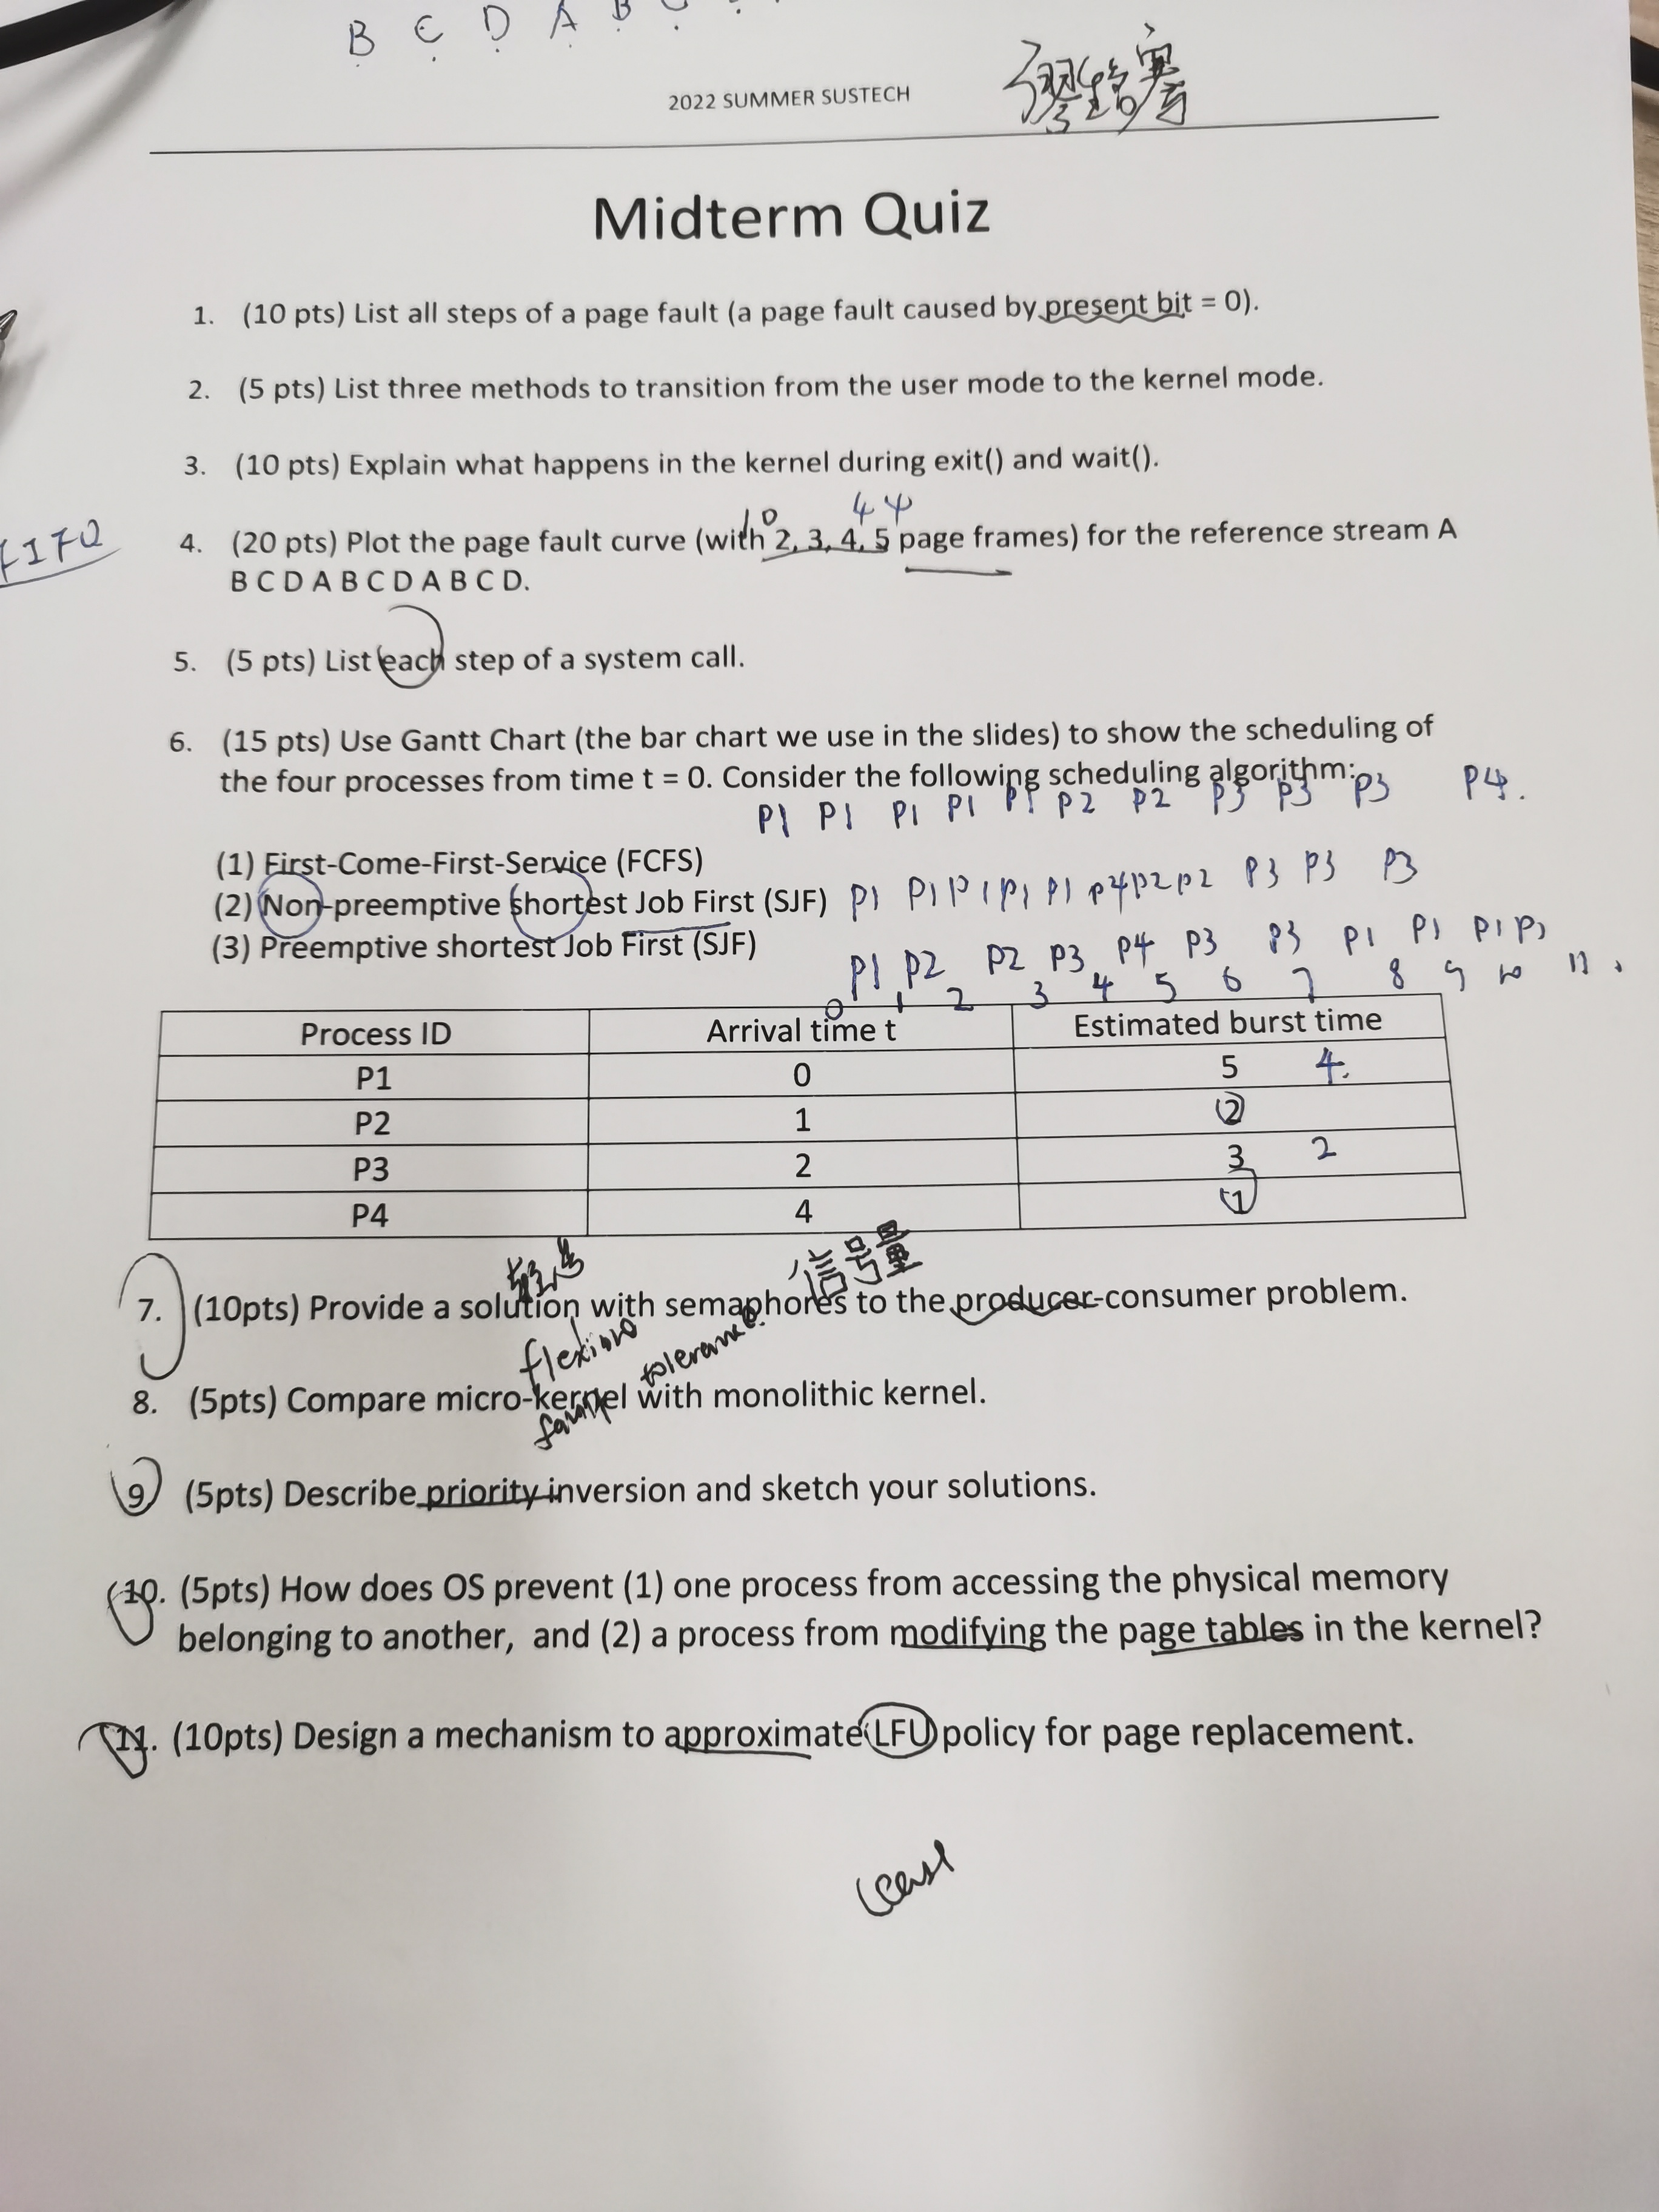 B C D A B C
2022 SUMMER SUSTECH
Midterm Quiz
1. (10 pts) List all steps of a page fault (a page fault caused by present bit = 0).
2. (5 pts) List three methods to transition from the user mode to the kernel mode.
3. (10 pts) Explain what happens in the kernel during exit() and wait().
10 4 4
FIFO
4. (20 pts) Plot the page fault curve (with 2, 3, 4, 5 page frames) for the reference stream A
B C D A B C D A B C D.
5. (5 pts) List each step of a system call.
6. (15 pts) Use Gantt Chart (the bar chart we use in the slides) to show the scheduling of
the four processes from time t = 0. Consider the following scheduling algorithm:
P1 P1 P1 P1 P1 P2 P2 P3 P3 P3 P4.
(1) First-Come-First-Service (FCFS)
(2) Non-preemptive shortest Job First (SJF) P1 P1 P1 P1 P1 P4 P2 P2 P3 P3 P3
(3) Preemptive shortest Job First (SJF) P1 P2 P2 P3 P4 P3 P3 P1 P1 P1 P1
0 1 2 3 4 5 6 7 8 9 10 11
Process ID Arrival time t Estimated burst time
P1 0 5 4
P2 1 2
P3 2 3 2
P4 4 1
信号量
7. (10pts) Provide a solution with semaphores to the producer-consumer problem.
tolerance
8. (5pts) Compare micro-kernel with monolithic kernel.
9. (5pts) Describe priority inversion and sketch your solutions.
10. (5pts) How does OS prevent (1) one process from accessing the physical memory
belonging to another, and (2) a process from modifying the page tables in the kernel?
11. (10pts) Design a mechanism to approximate LFU policy for page replacement.
least